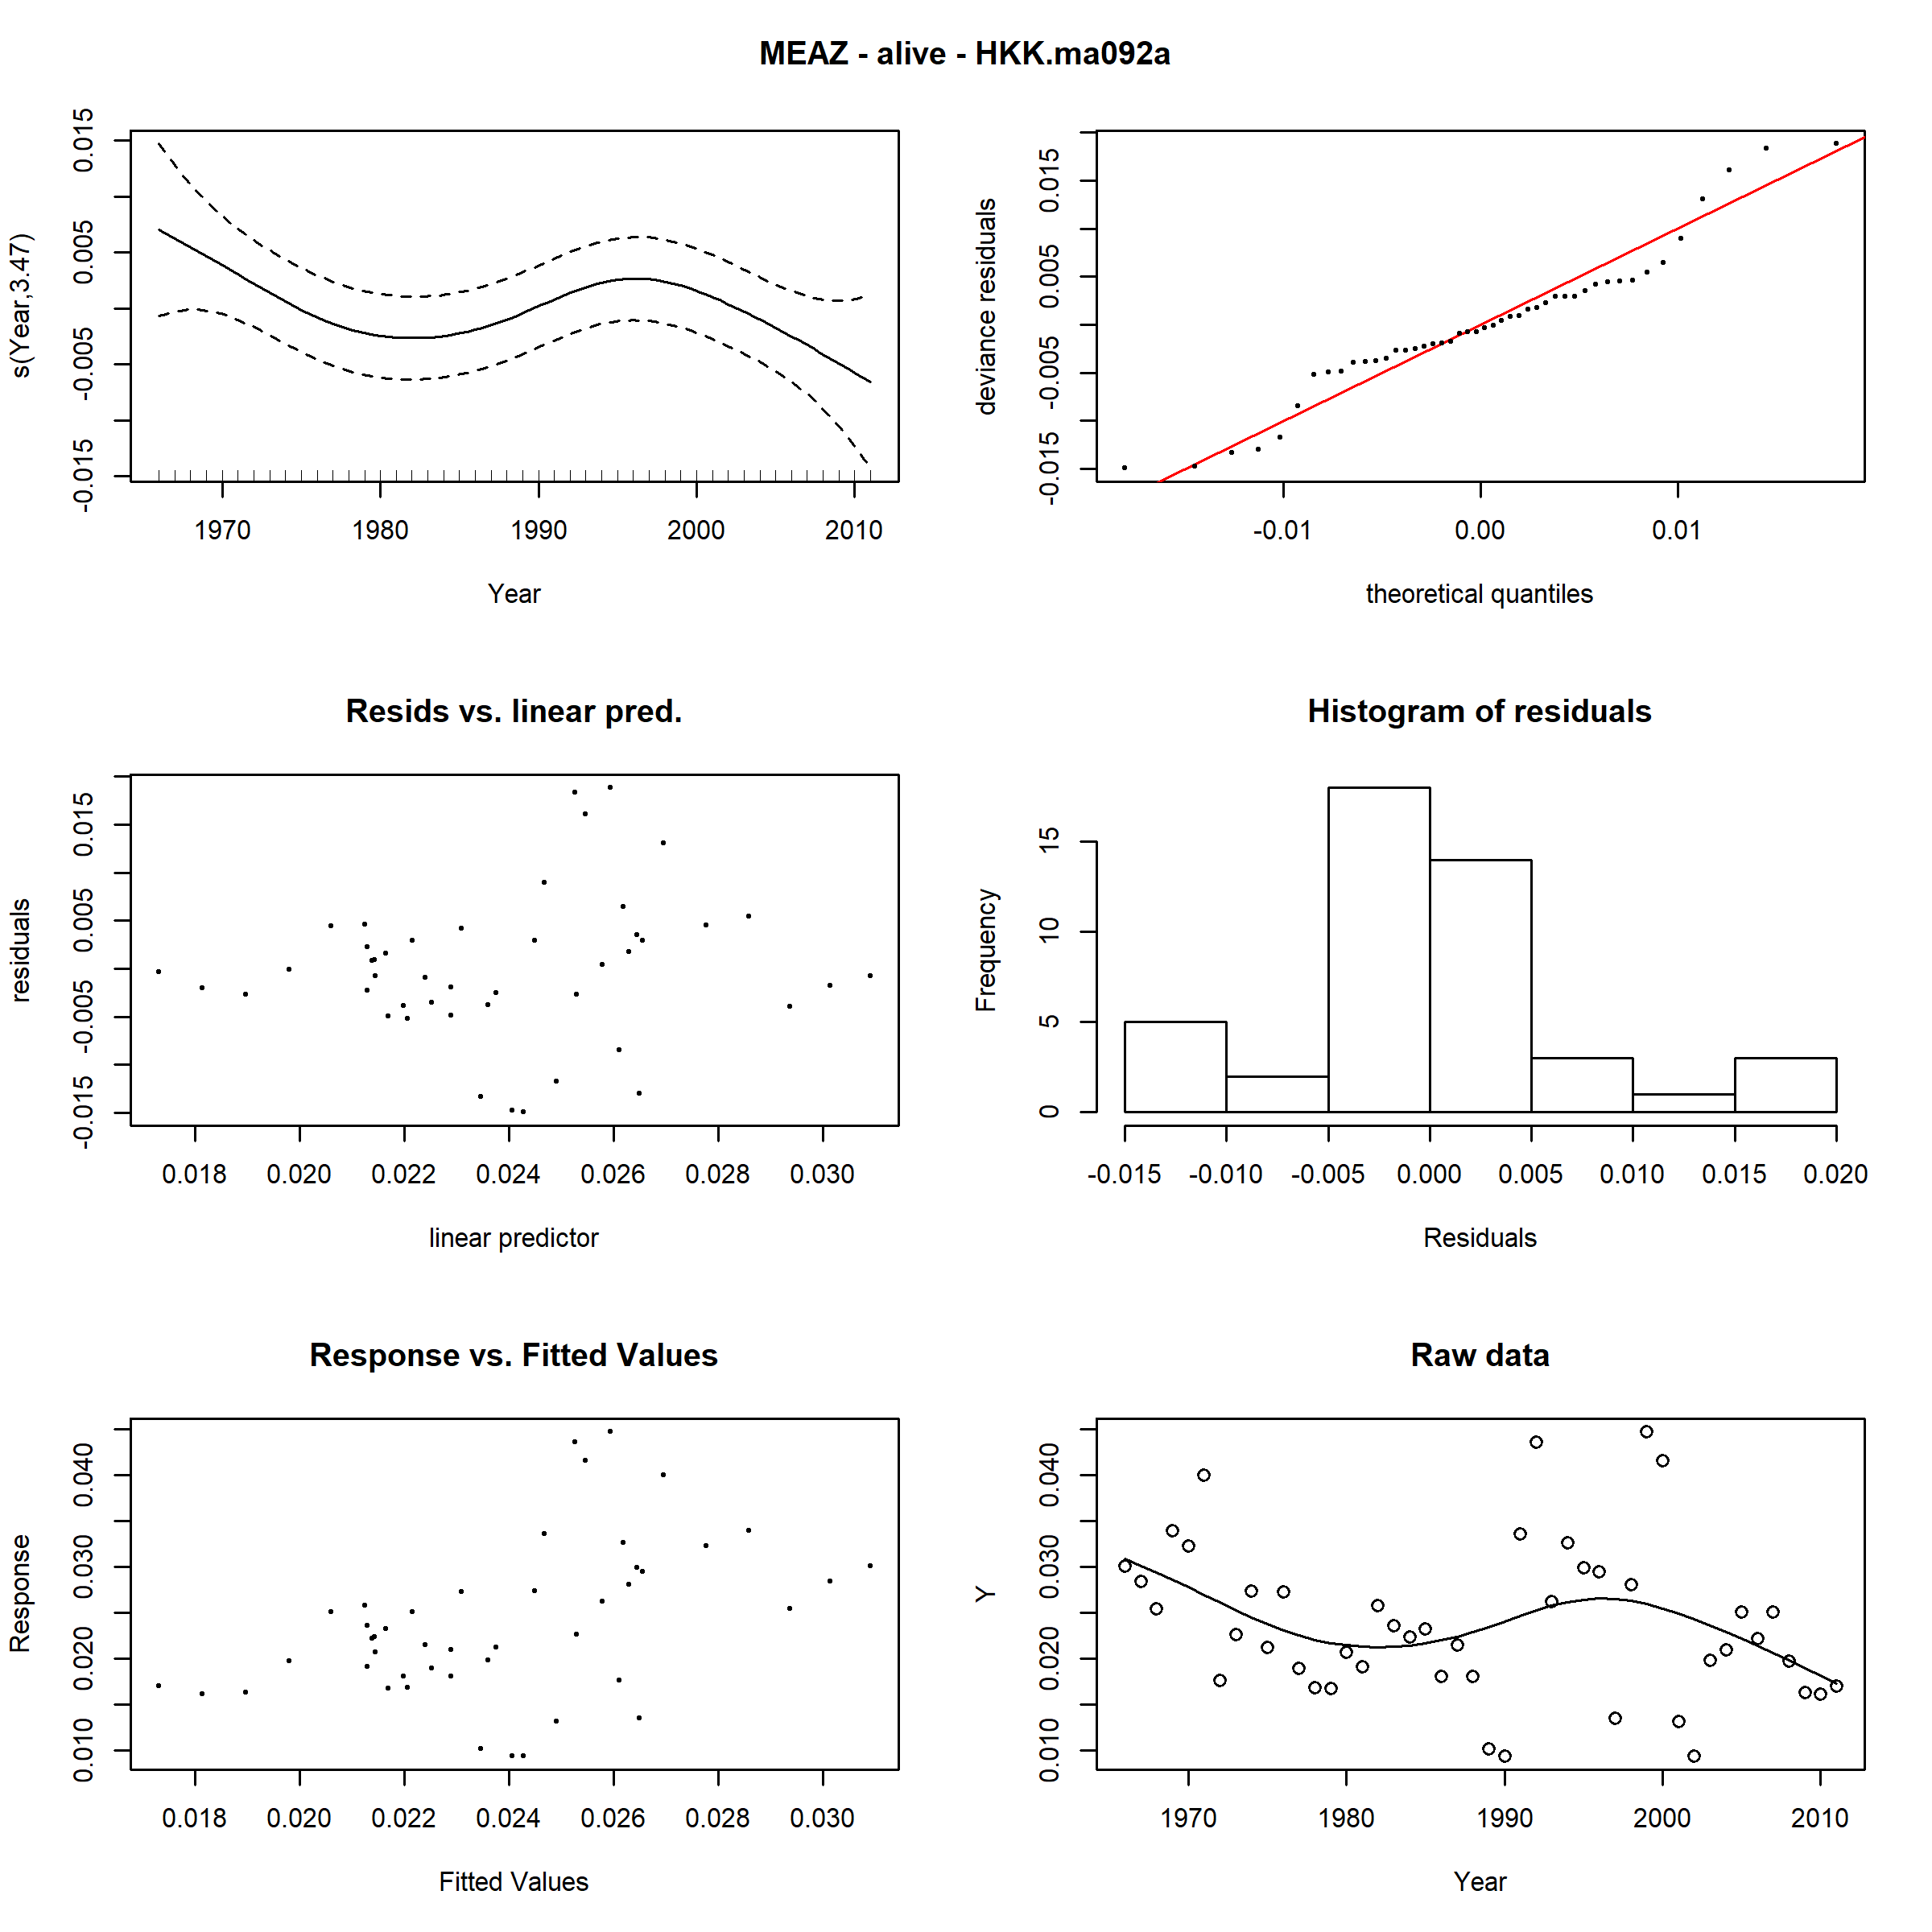 MEAZ - alive - HKK.ma092a
s(Year,3.47)
-0.015 -0.005 0.005 0.015
1970 1980 1990 2000 2010
Year
deviance residuals
-0.015 -0.005 0.005 0.015
-0.01 0.00 0.01
theoretical quantiles
Resids vs. linear pred.
residuals
-0.015 -0.005 0.005 0.015
0.018 0.020 0.022 0.024 0.026 0.028 0.030
linear predictor
Histogram of residuals
Frequency
0 5 10 15
-0.015 -0.010 -0.005 0.000 0.005 0.010 0.015 0.020
Residuals
Response vs. Fitted Values
Response
0.010 0.020 0.030 0.040
0.018 0.020 0.022 0.024 0.026 0.028 0.030
Fitted Values
Raw data
Y
0.010 0.020 0.030 0.040
1970 1980 1990 2000 2010
Year